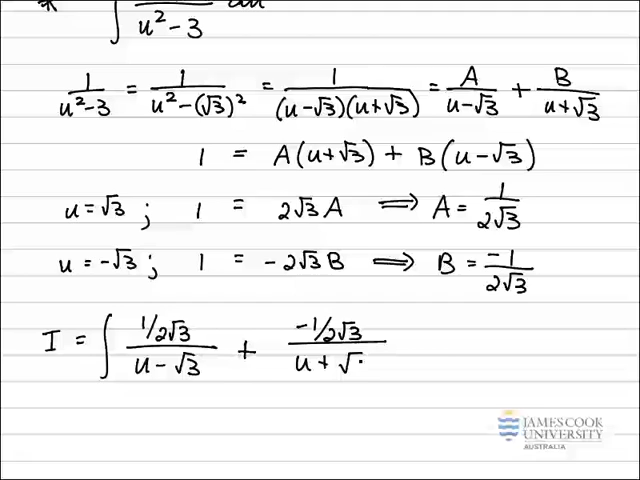 ∫ 1/(u² − 3) du
1/(u²−3) = 1/(u²−(√3)²) = 1/((u−√3)(u+√3)) = A/(u−√3) + B/(u+√3)
1 = A(u+√3) + B(u−√3)
u = √3 ; 1 = 2√3 A ⟹ A = 1/(2√3)
u = −√3 ; 1 = −2√3 B ⟹ B = −1/(2√3)
I = ∫ (1/2√3)/(u − √3) + (−1/2√3)/(u + √
JAMES COOK
UNIVERSITY
AUSTRALIA